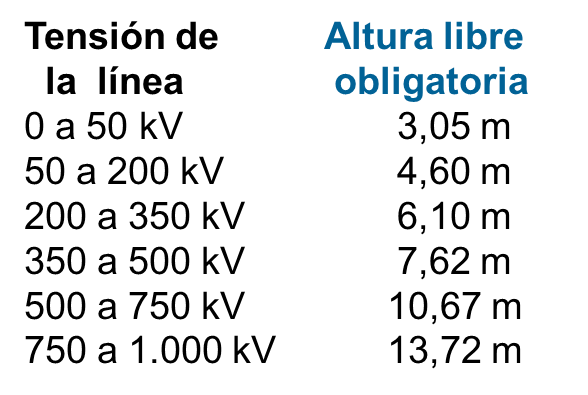 Tensión de Altura libre
la línea obligatoria
0 a 50 kV 3,05 m
50 a 200 kV 4,60 m
200 a 350 kV 6,10 m
350 a 500 kV 7,62 m
500 a 750 kV 10,67 m
750 a 1.000 kV 13,72 m